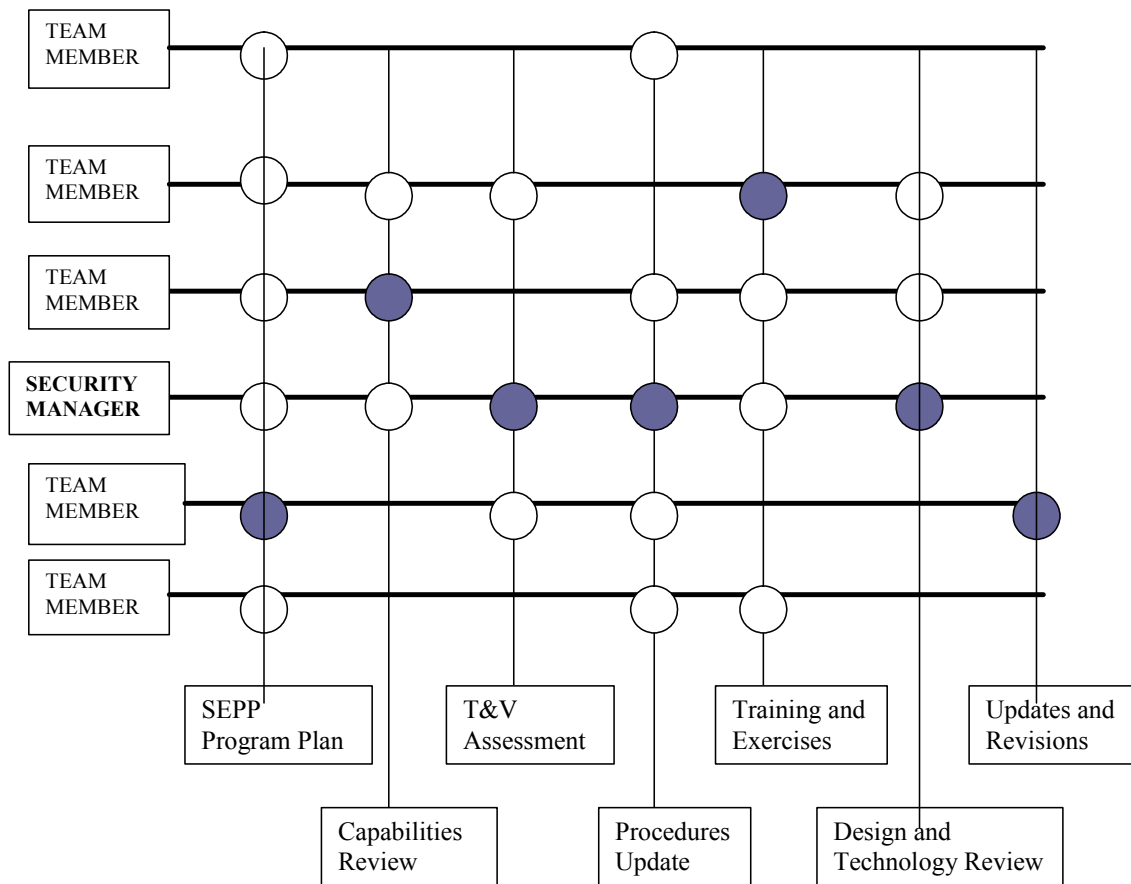 TEAM
MEMBER
TEAM
MEMBER
TEAM
MEMBER
SECURITY
MANAGER
TEAM
MEMBER
TEAM
MEMBER
SEPP
Program Plan
T&V
Assessment
Training and
Exercises
Updates and
Revisions
Capabilities
Review
Procedures
Update
Design and
Technology Review